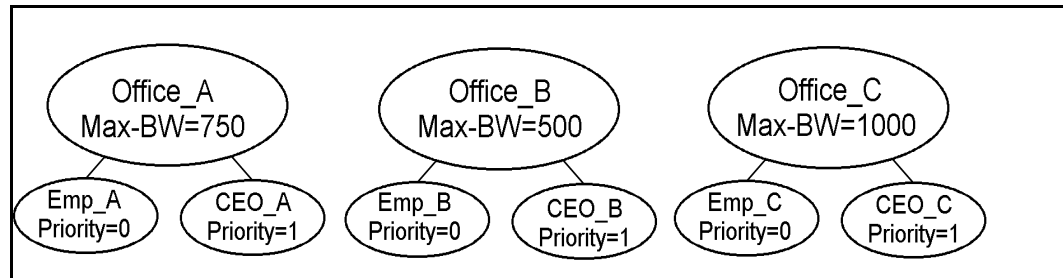 Office_A
Max-BW=750
Office_B
Max-BW=500
Office_C
Max-BW=1000
Emp_A
Priority=0
CEO_A
Priority=1
Emp_B
Priority=0
CEO_B
Priority=1
Emp_C
Priority=0
CEO_C
Priority=1